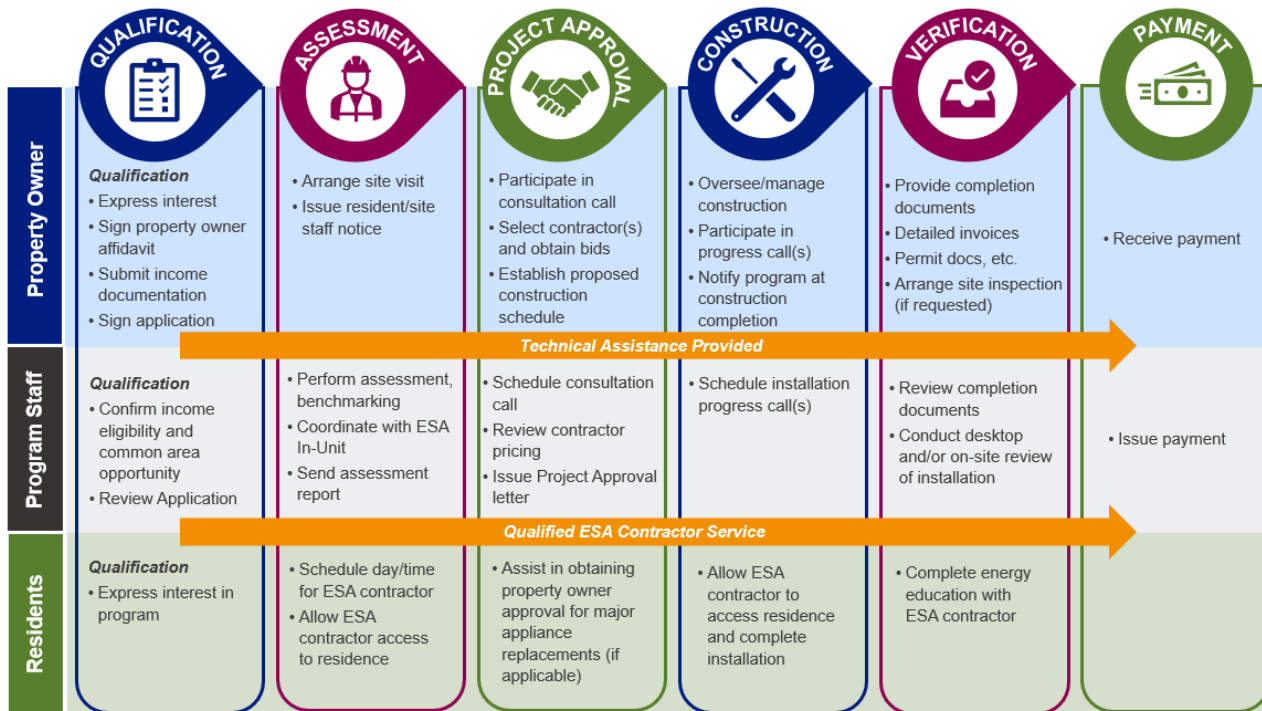 QUALIFICATION
ASSESSMENT
PROJECT APPROVAL
CONSTRUCTION
VERIFICATION
PAYMENT
Property Owner
Qualification
• Express interest
• Sign property owner
affidavit
• Submit income
documentation
• Sign application
• Arrange site visit
• Issue resident/site
staff notice
• Participate in
consultation call
• Select contractor(s)
and obtain bids
• Establish proposed
construction
schedule
• Oversee/manage
construction
• Participate in
progress call(s)
• Notify program at
construction
completion
• Provide completion
documents
• Detailed invoices
• Permit docs, etc.
• Arrange site inspection
(if requested)
• Receive payment
Technical Assistance Provided
Program Staff
Qualification
• Confirm income
eligibility and
common area
opportunity
• Review Application
• Perform assessment,
benchmarking
• Coordinate with ESA
In-Unit
• Send assessment
report
• Schedule consultation
call
• Review contractor
pricing
• Issue Project Approval
letter
• Schedule installation
progress call(s)
• Review completion
documents
• Conduct desktop
and/or on-site review
of installation
• Issue payment
Qualified ESA Contractor Service
Residents
Qualification
• Express interest in
program
• Schedule day/time
for ESA contractor
• Allow ESA
contractor access
to residence
• Assist in obtaining
property owner
approval for major
appliance
replacements (if
applicable)
• Allow ESA
contractor to
access residence
and complete
installation
• Complete energy
education with
ESA contractor